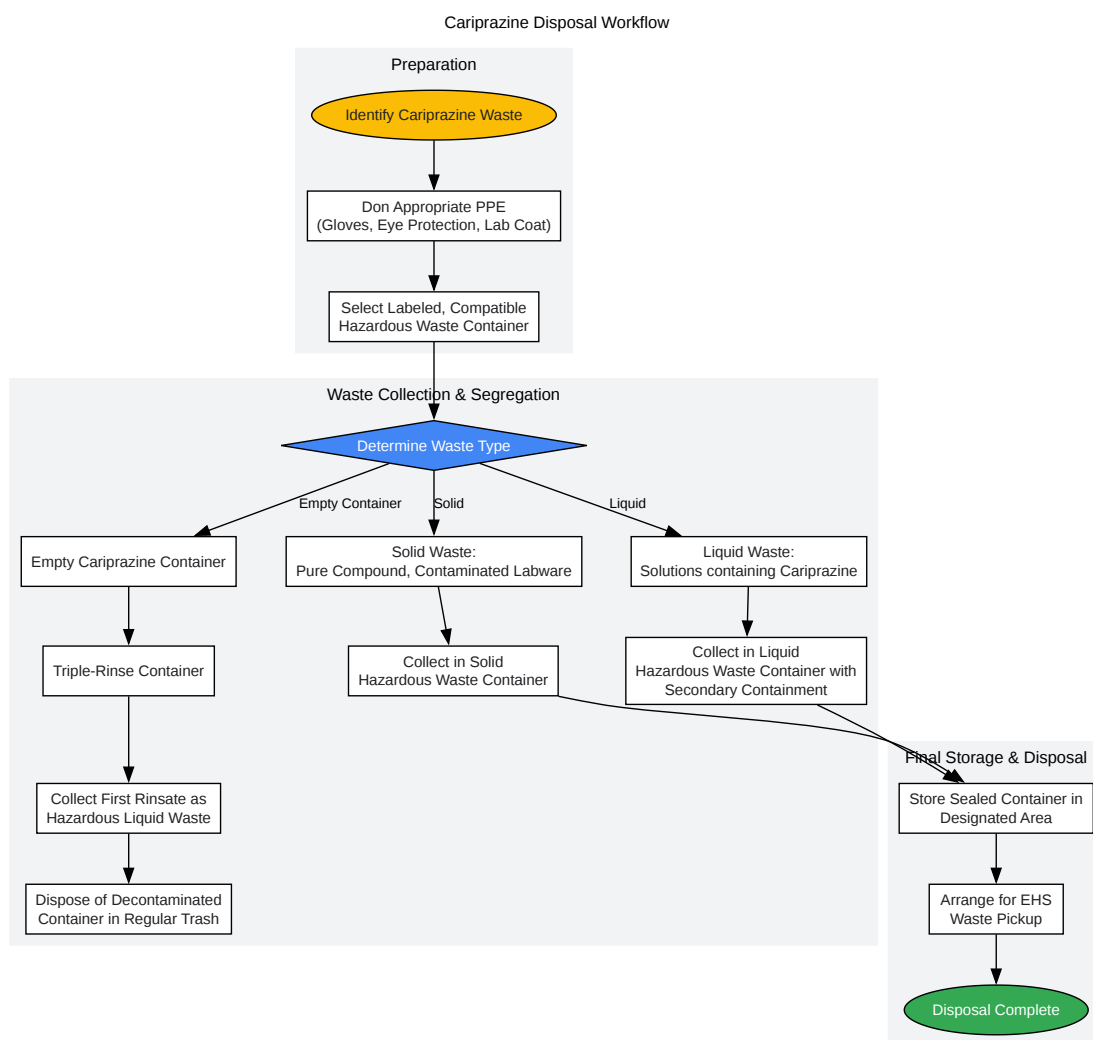 Cariprazine Disposal Workflow
Preparation
Identify Cariprazine Waste
Don Appropriate PPE
(Gloves, Eye Protection, Lab Coat)
Select Labeled, Compatible
Hazardous Waste Container
Waste Collection & Segregation
Determine Waste Type
Empty Container
Solid
Liquid
Empty Cariprazine Container
Solid Waste:
Pure Compound, Contaminated Labware
Liquid Waste:
Solutions containing Cariprazine
Triple-Rinse Container
Collect in Solid
Hazardous Waste Container
Collect in Liquid
Hazardous Waste Container with
Secondary Containment
Collect First Rinsate as
Hazardous Liquid Waste
Dispose of Decontaminated
Container in Regular Trash
Final Storage & Disposal
Store Sealed Container in
Designated Area
Arrange for EHS
Waste Pickup
Disposal Complete